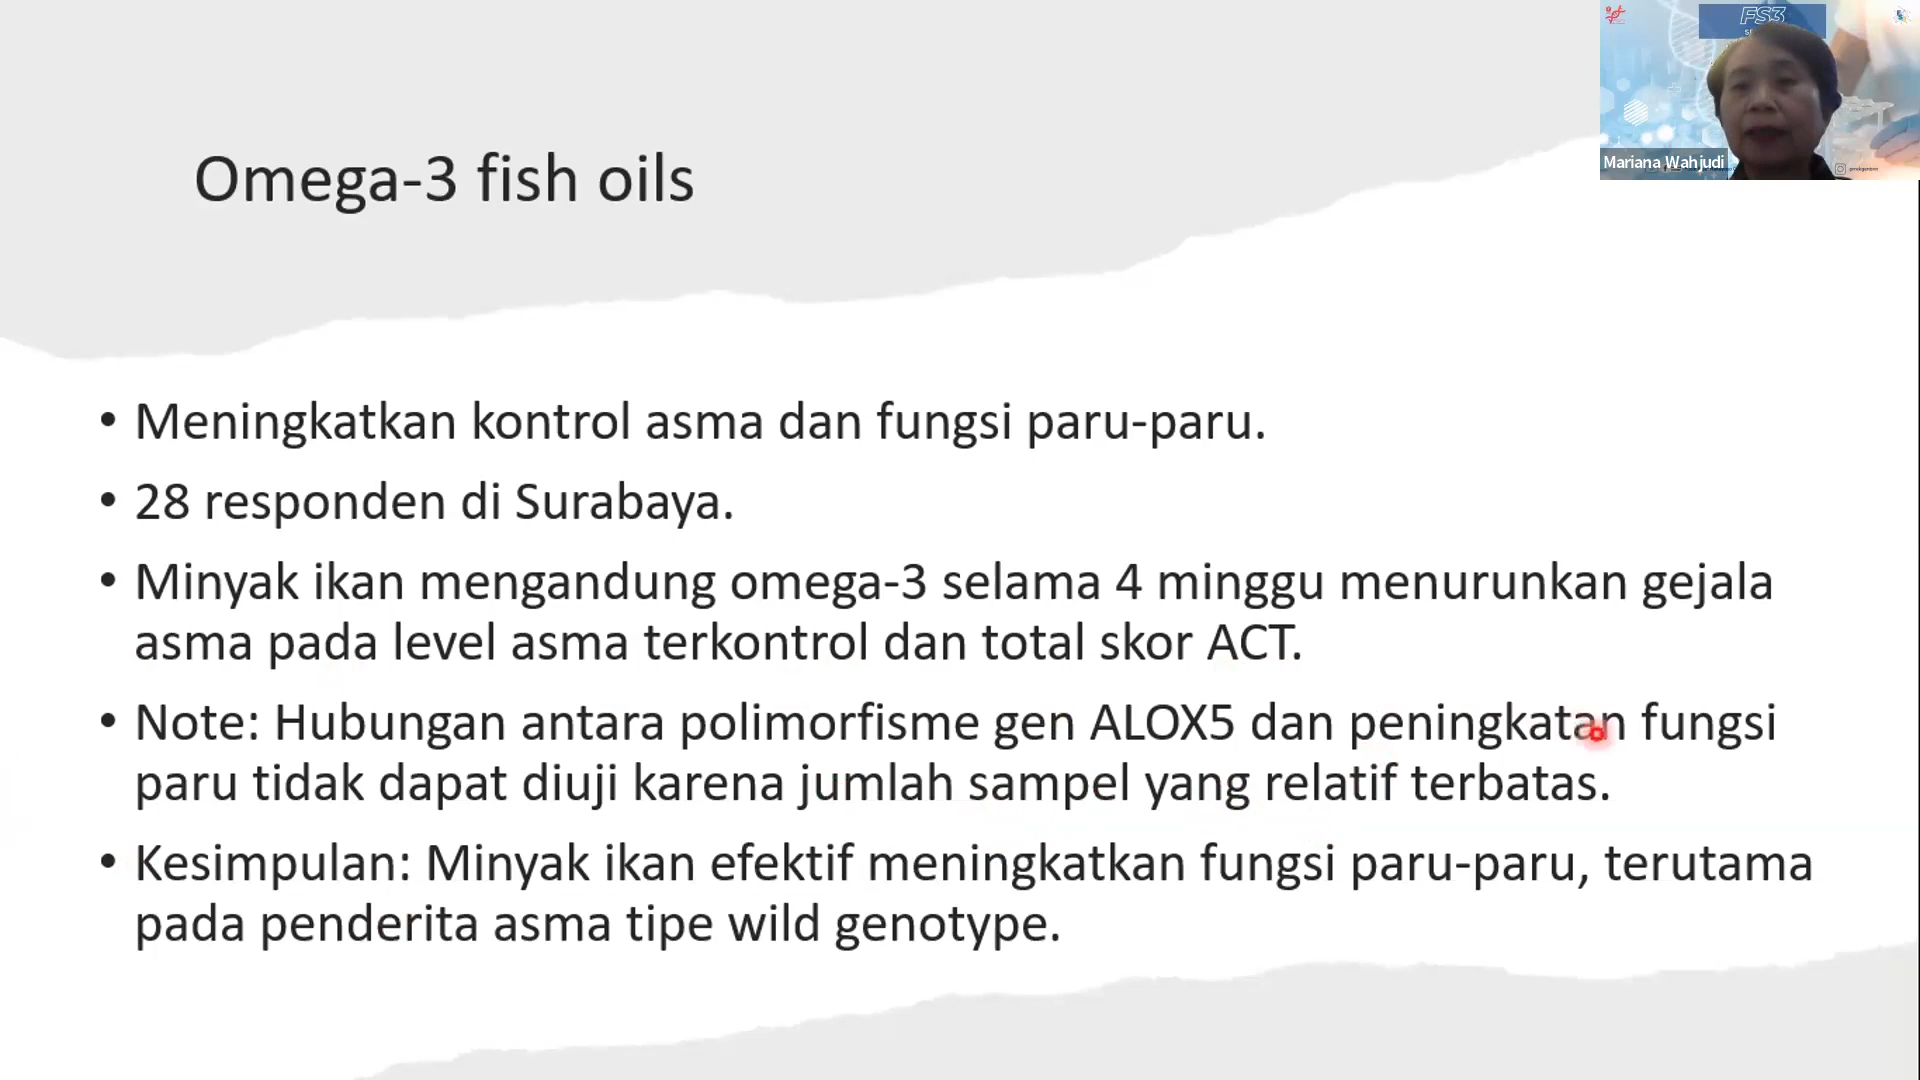 FS3
Mariana Wahjudi
Omega-3 fish oils
• Meningkatkan kontrol asma dan fungsi paru-paru.
• 28 responden di Surabaya.
• Minyak ikan mengandung omega-3 selama 4 minggu menurunkan gejala
asma pada level asma terkontrol dan total skor ACT.
• Note: Hubungan antara polimorfisme gen ALOX5 dan peningkatan fungsi
paru tidak dapat diuji karena jumlah sampel yang relatif terbatas.
• Kesimpulan: Minyak ikan efektif meningkatkan fungsi paru-paru, terutama
pada penderita asma tipe wild genotype.